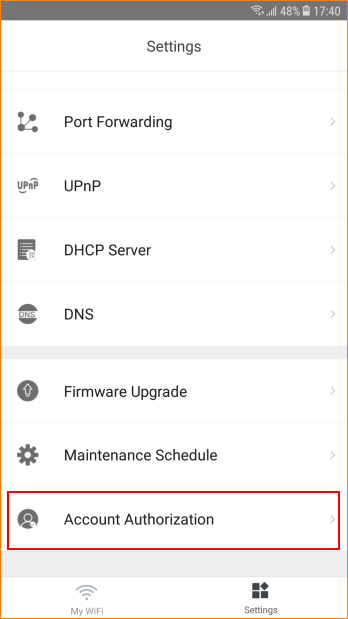 48% 17:40
Settings
Port Forwarding
UPnP UPnP
DHCP Server
DNS DNS
Firmware Upgrade
Maintenance Schedule
Account Authorization
My WiFi Settings